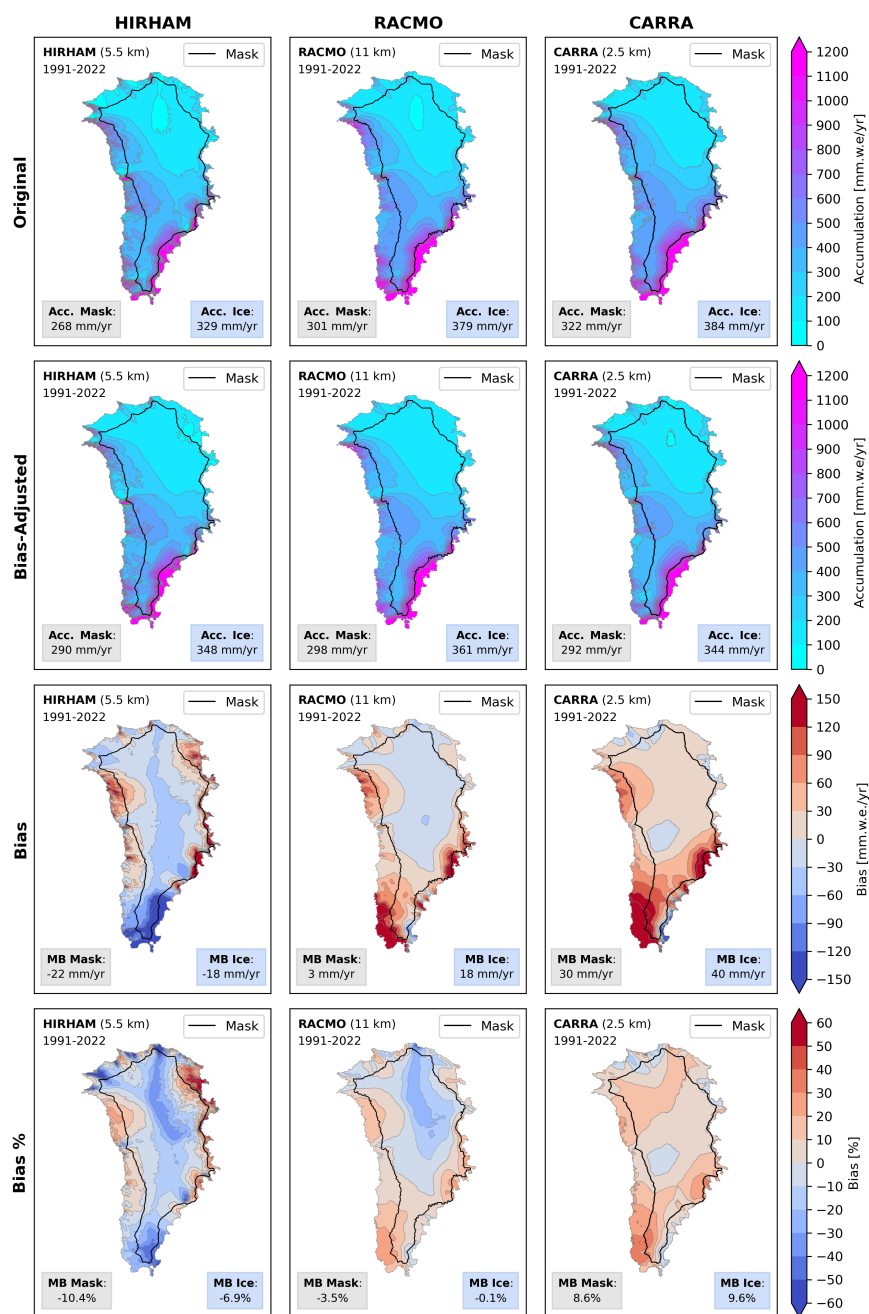 HIRHAM RACMO CARRA
Original
HIRHAM (5.5 km)
1991-2022
Mask
Acc. Mask:
268 mm/yr
Acc. Ice:
329 mm/yr
RACMO (11 km)
1991-2022
Mask
Acc. Mask:
301 mm/yr
Acc. Ice:
379 mm/yr
CARRA (2.5 km)
1991-2022
Mask
Acc. Mask:
322 mm/yr
Acc. Ice:
384 mm/yr
1200
1100
1000
900
800
700
600
500
400
300
200
100
0
Accumulation [mm.w.e/yr]
Bias-Adjusted
HIRHAM (5.5 km)
1991-2022
Mask
Acc. Mask:
290 mm/yr
Acc. Ice:
348 mm/yr
RACMO (11 km)
1991-2022
Mask
Acc. Mask:
298 mm/yr
Acc. Ice:
361 mm/yr
CARRA (2.5 km)
1991-2022
Mask
Acc. Mask:
292 mm/yr
Acc. Ice:
344 mm/yr
1200
1100
1000
900
800
700
600
500
400
300
200
100
0
Accumulation [mm.w.e/yr]
Bias
HIRHAM (5.5 km)
1991-2022
Mask
MB Mask:
-22 mm/yr
MB Ice:
-18 mm/yr
RACMO (11 km)
1991-2022
Mask
MB Mask:
3 mm/yr
MB Ice:
18 mm/yr
CARRA (2.5 km)
1991-2022
Mask
MB Mask:
30 mm/yr
MB Ice:
40 mm/yr
150
120
90
60
30
0
−30
−60
−90
−120
−150
Bias [mm.w.e./yr]
Bias %
HIRHAM (5.5 km)
1991-2022
Mask
MB Mask:
-10.4%
MB Ice:
-6.9%
RACMO (11 km)
1991-2022
Mask
MB Mask:
-3.5%
MB Ice:
-0.1%
CARRA (2.5 km)
1991-2022
Mask
MB Mask:
8.6%
MB Ice:
9.6%
60
50
40
30
20
10
0
−10
−20
−30
−40
−50
−60
Bias [%]